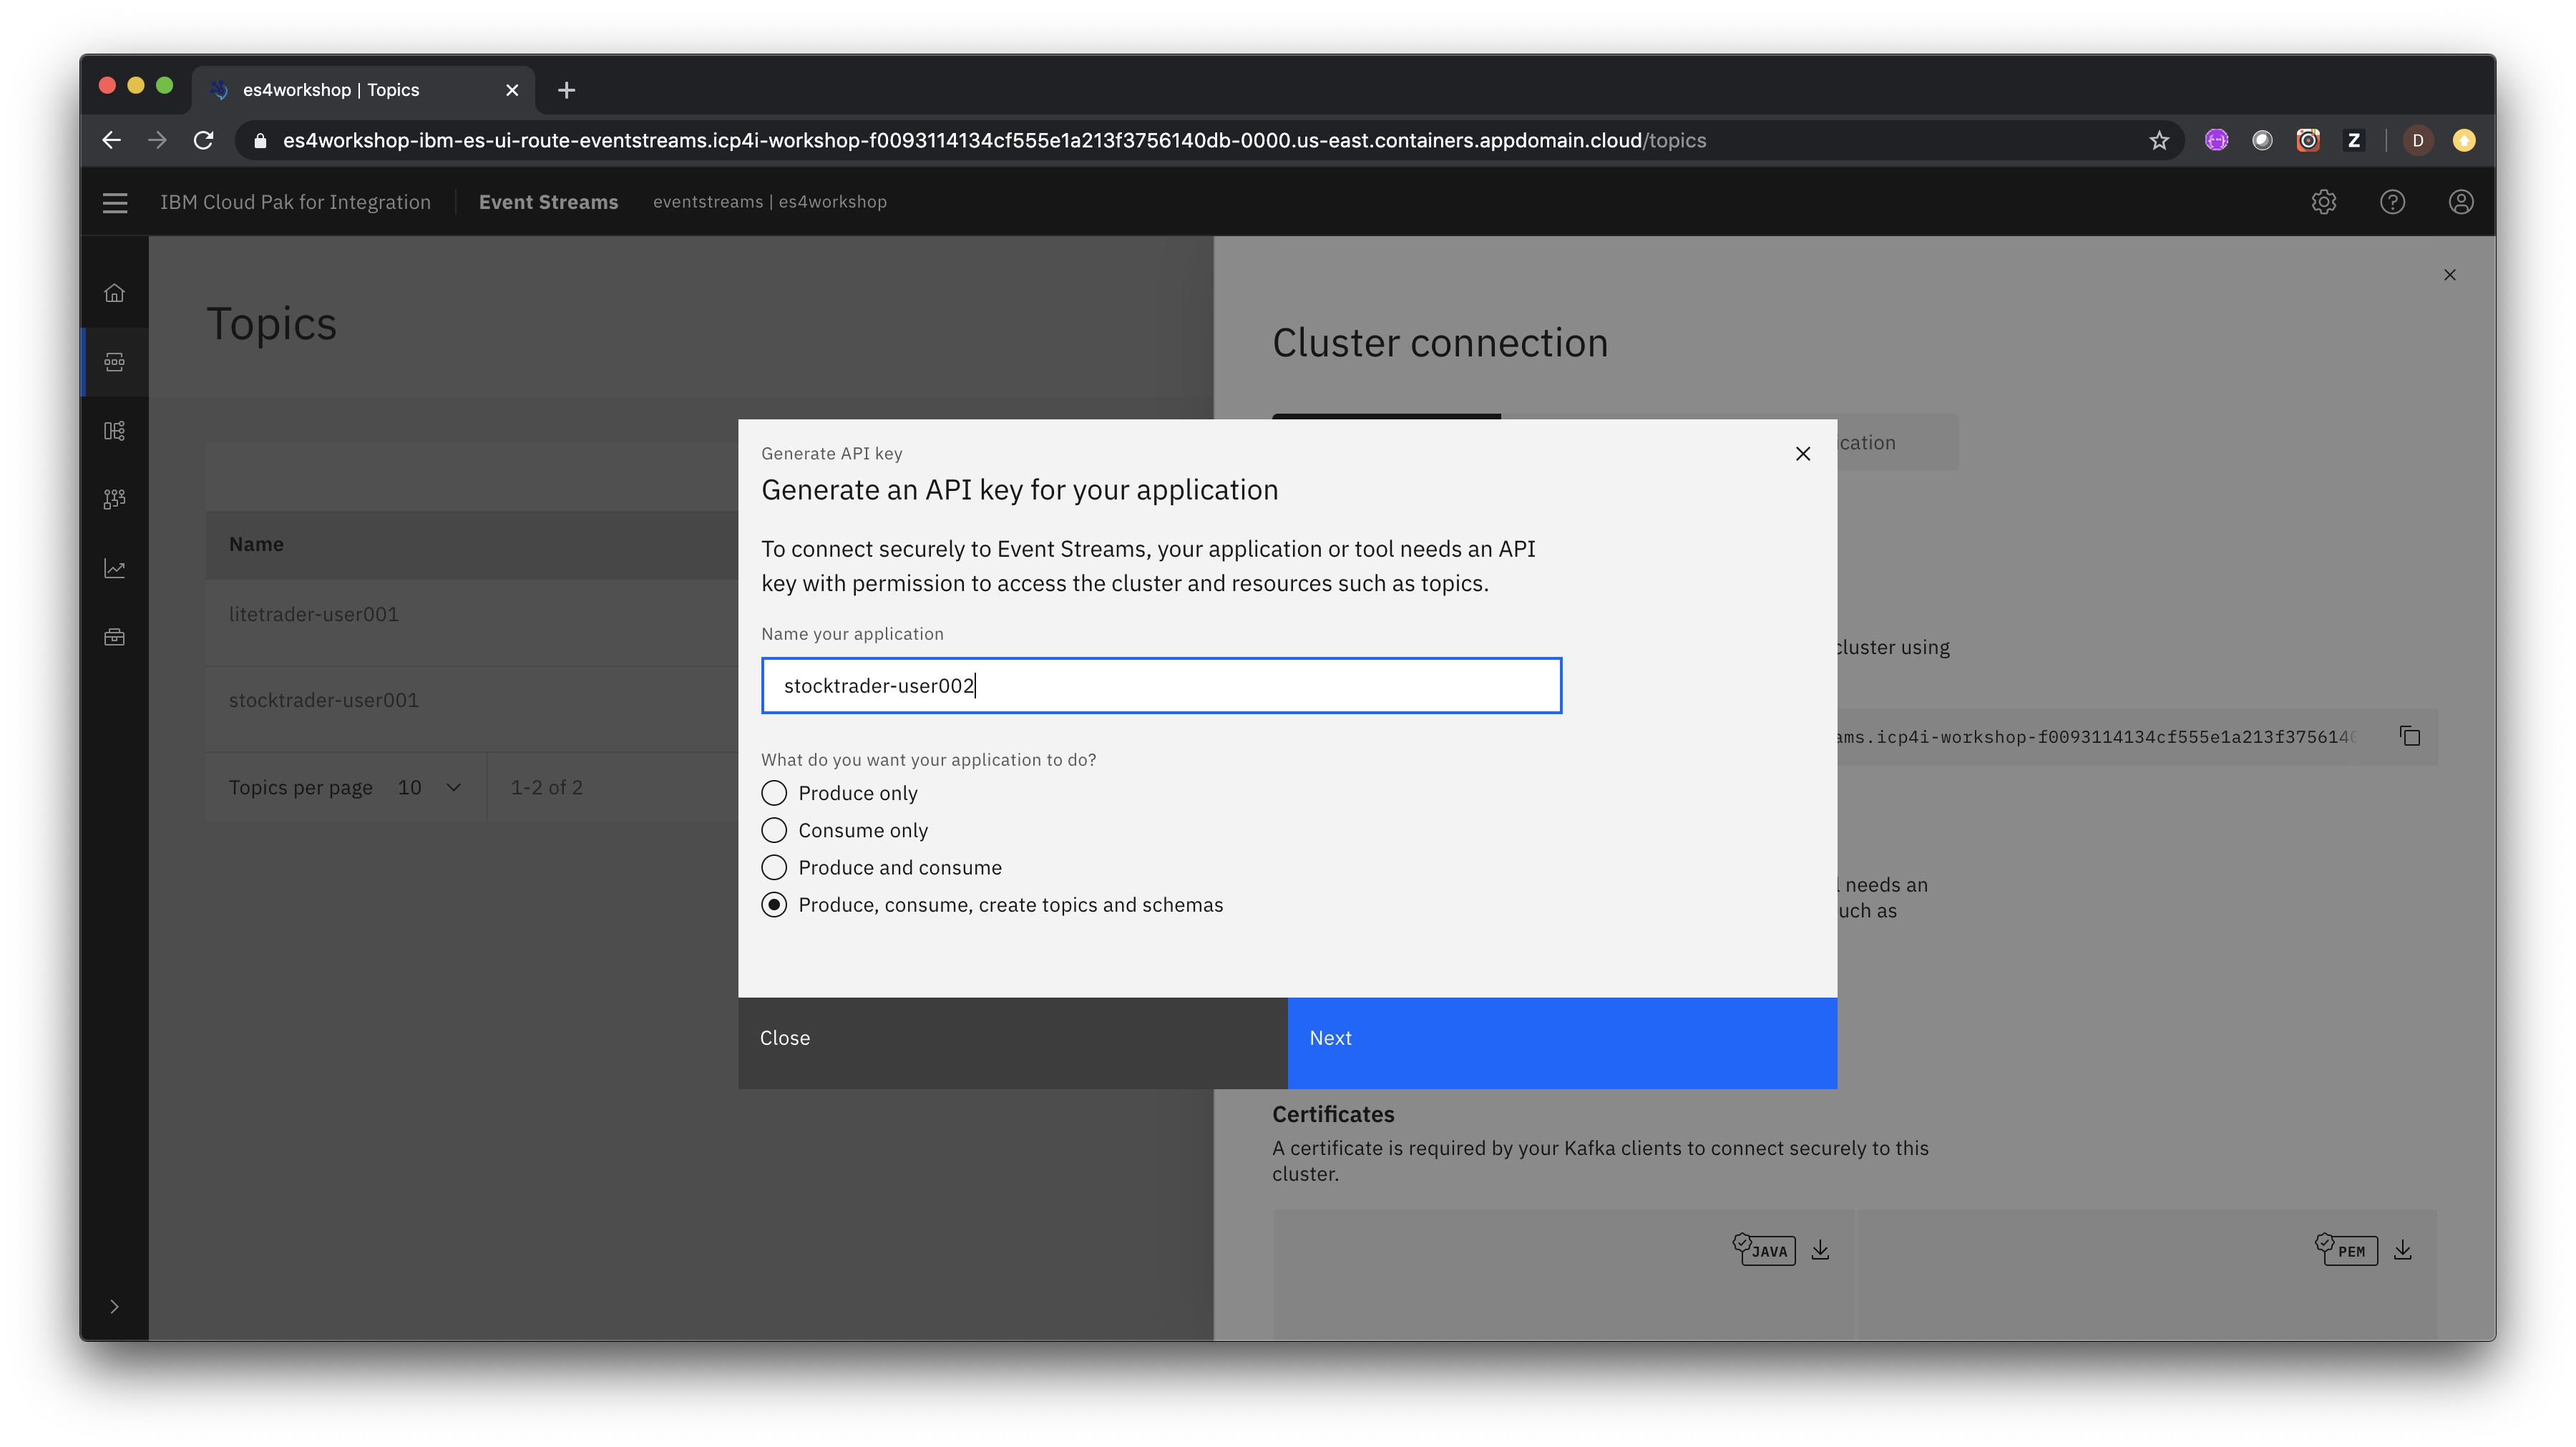 es4workshop | Topics
es4workshop-ibm-es-ui-route-eventstreams.icp4i-workshop-f0093114134cf555e1a213f3756140db-0000.us-east.containers.appdomain.cloud/topics
Z
D
IBM Cloud Pak for Integration
Event Streams
eventstreams | es4workshop
Topics
Name
litetrader-user001
stocktrader-user001
Topics per page 10
1-2 of 2
Cluster connection
ication
cluster using
ams.icp4i-workshop-f0093114134cf555e1a213f3756140
l needs an
uch as
Generate API key
Generate an API key for your application
To connect securely to Event Streams, your application or tool needs an API
key with permission to access the cluster and resources such as topics.
Name your application
stocktrader-user002
What do you want your application to do?
Produce only
Consume only
Produce and consume
Produce, consume, create topics and schemas
Close
Next
Certificates
A certificate is required by your Kafka clients to connect securely to this
cluster.
JAVA
PEM